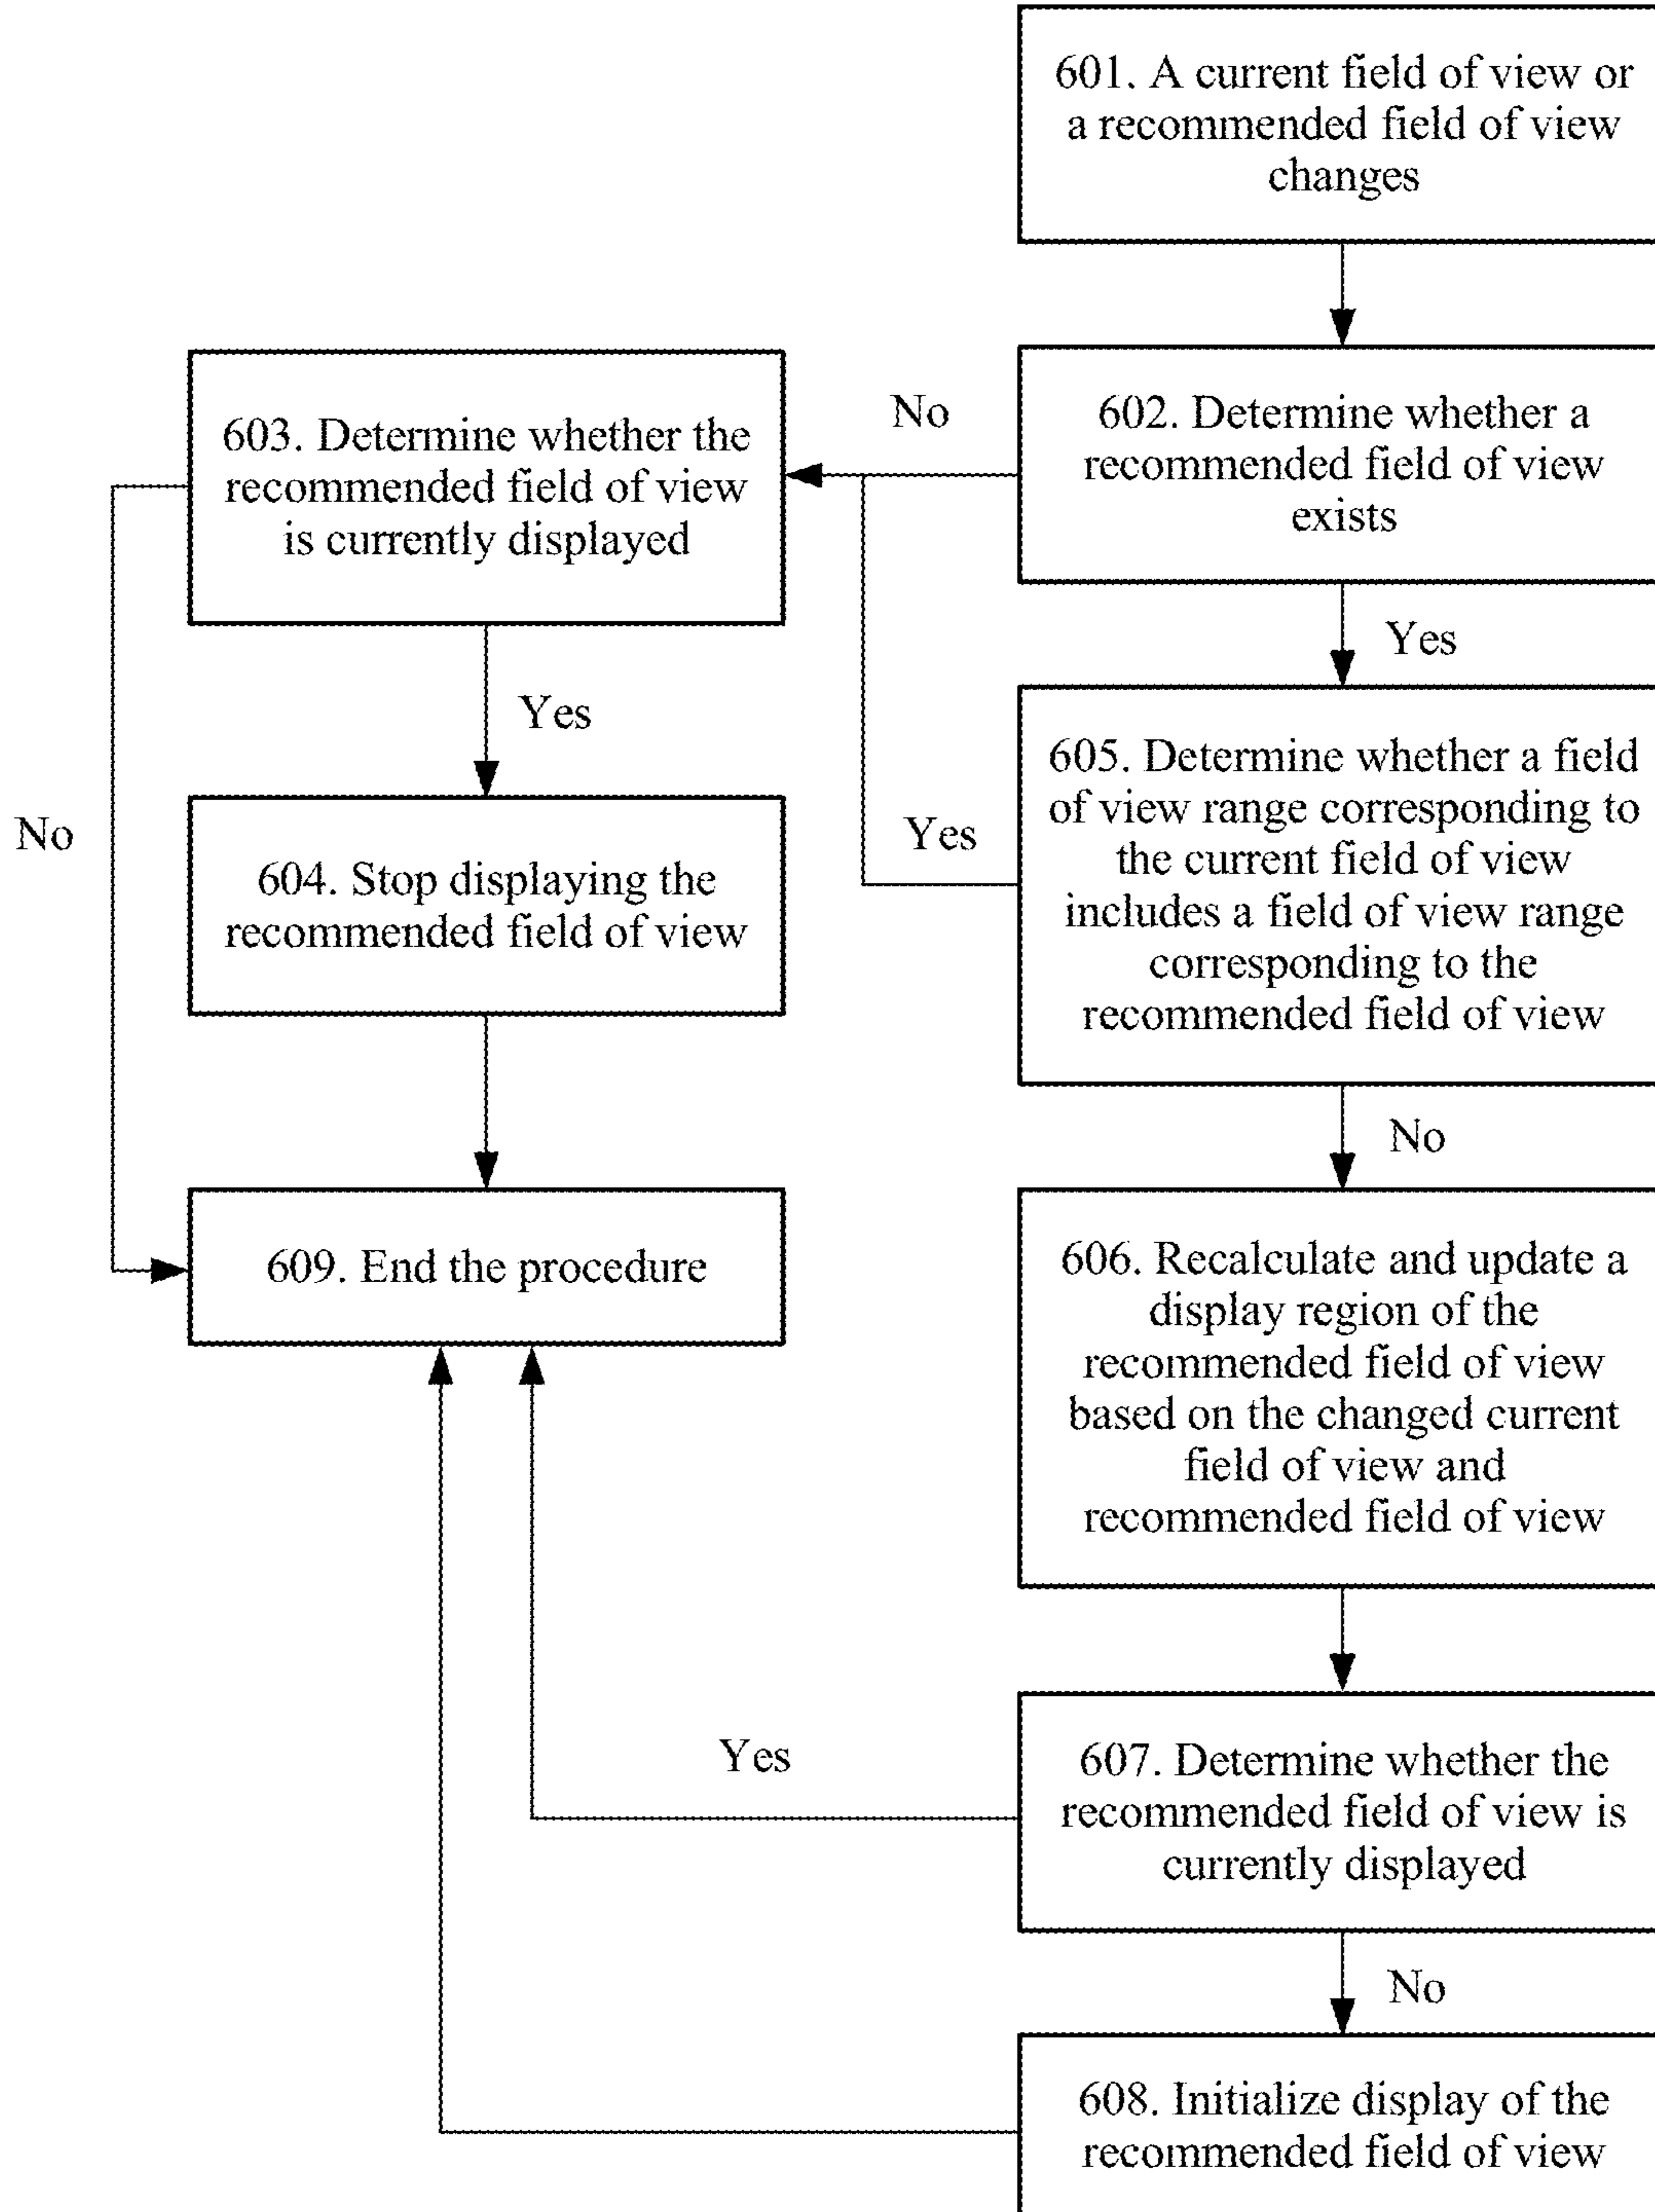 601. A current field of view or
a recommended field of view
changes
602. Determine whether a
recommended field of view
exists
No
603. Determine whether the
recommended field of view
is currently displayed
Yes
605. Determine whether a field
of view range corresponding to
the current field of view
includes a field of view range
corresponding to the
recommended field of view
Yes
Yes
No
604. Stop displaying the
recommended field of view
No
609. End the procedure
606. Recalculate and update a
display region of the
recommended field of view
based on the changed current
field of view and
recommended field of view
607. Determine whether the
recommended field of view is
currently displayed
Yes
No
608. Initialize display of the
recommended field of view